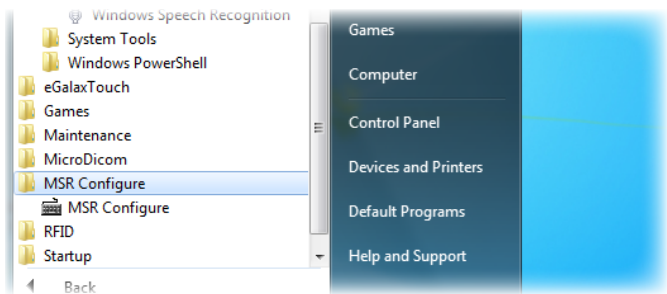 Windows Speech Recognition
System Tools
Windows PowerShell
eGalaxTouch
Games
Maintenance
MicroDicom
MSR Configure
MSR Configure
RFID
Startup
Back
Games
Computer
Control Panel
Devices and Printers
Default Programs
Help and Support